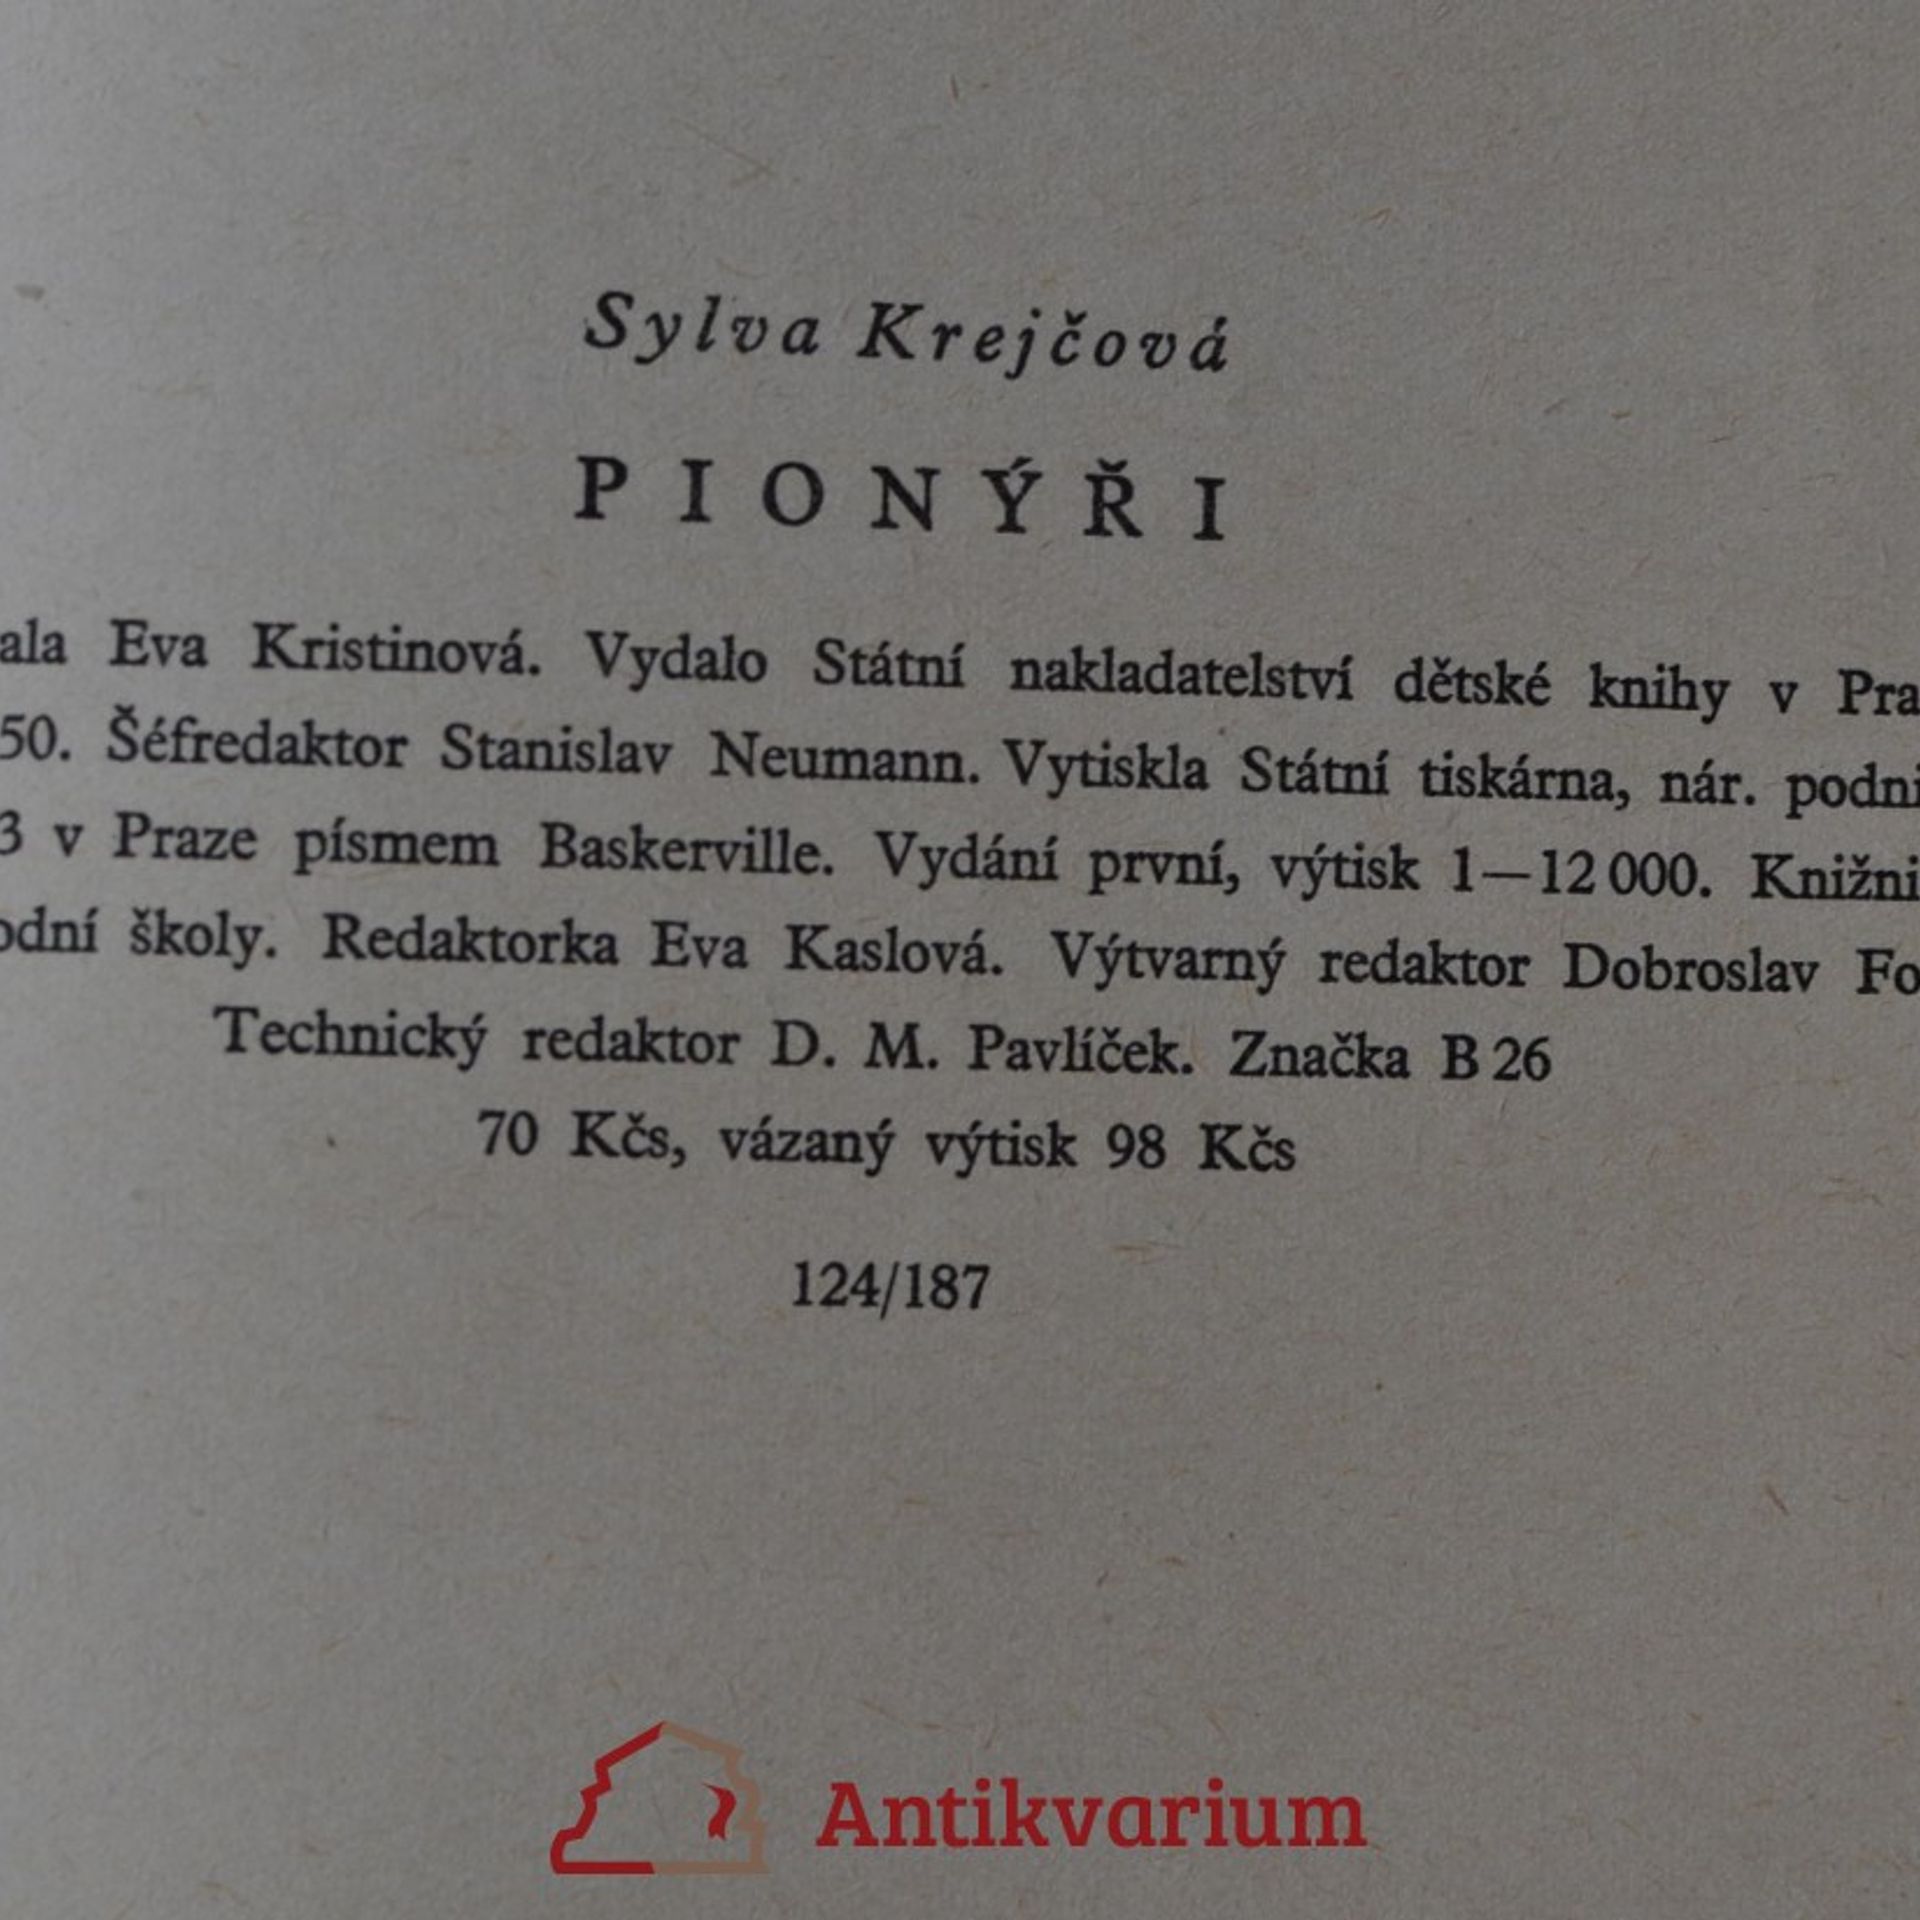 Sylva Krejčová
PIONÝŘI
ala Eva Kristinová. Vydalo Státní nakladatelství dětské knihy v Pra
50. Šéfredaktor Stanislav Neumann. Vytiskla Státní tiskárna, nár. podni
3 v Praze písmem Baskerville. Vydání první, výtisk 1—12 000. Knižni
odní školy. Redaktorka Eva Kaslová. Výtvarný redaktor Dobroslav Fo
Technický redaktor D. M. Pavlíček. Značka B 26
70 Kčs, vázaný výtisk 98 Kčs
124/187
Antikvarium